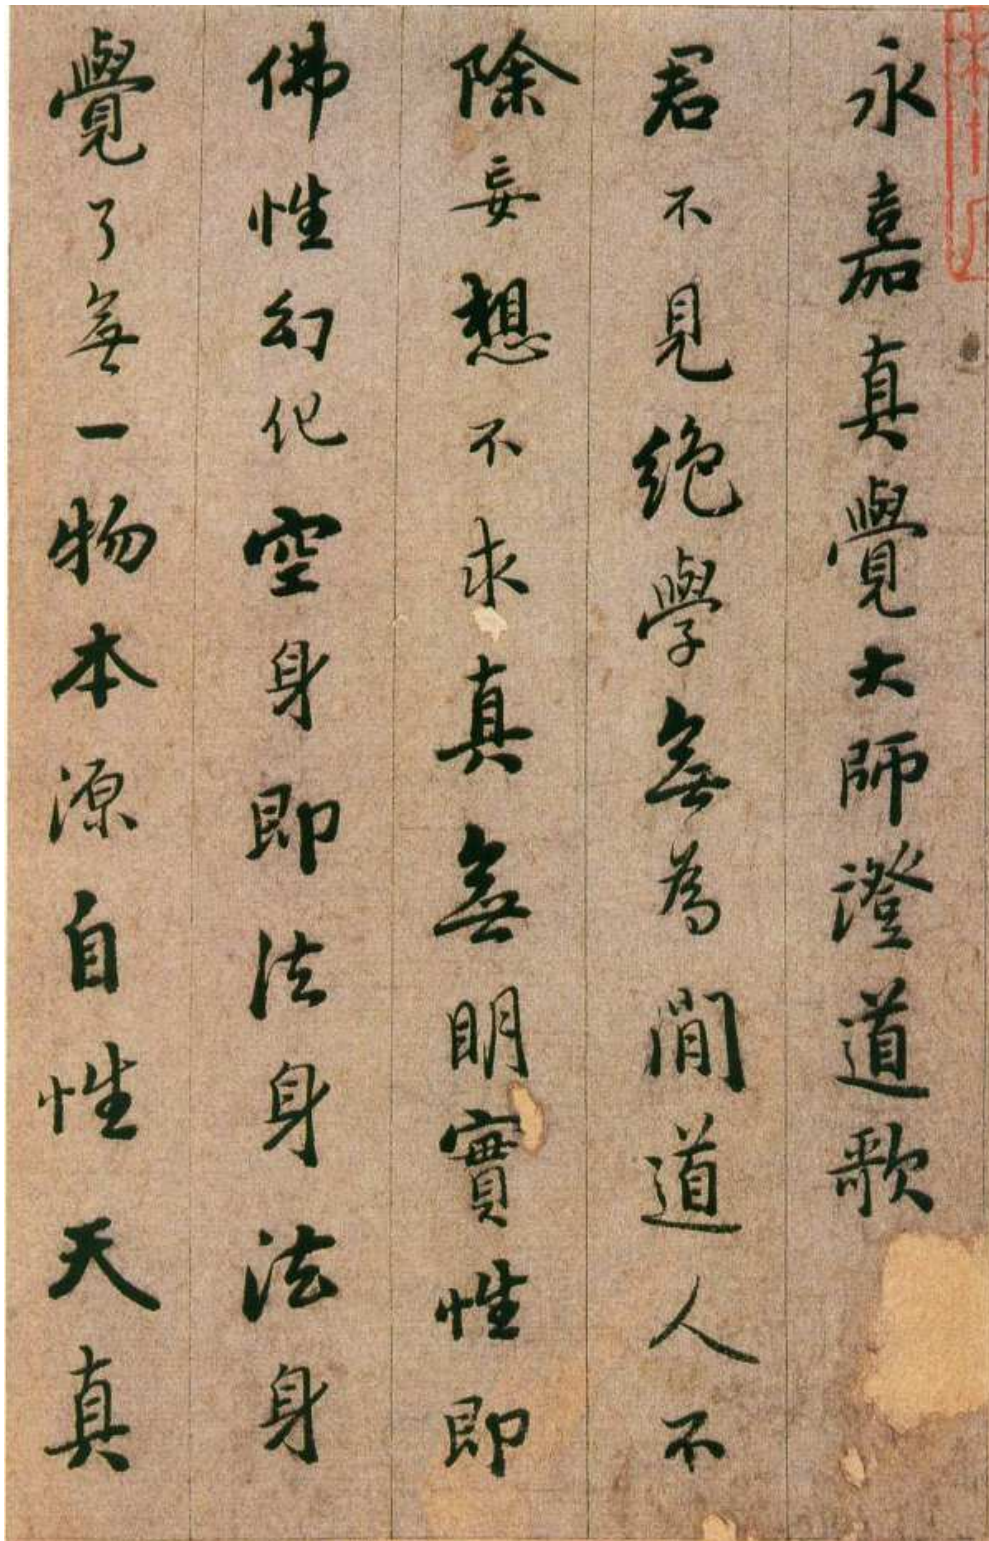 永嘉真覺大師澄道歌
君不見絕學無為閒道人不
除妄想不求真無明實性即
佛性幻化空身即法身法身
覺了無一物本源自性天真